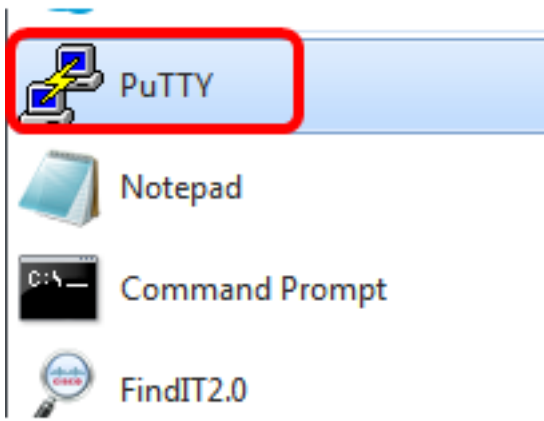 PuTTY
Notepad
C:\_
Command Prompt
FindIT2.0